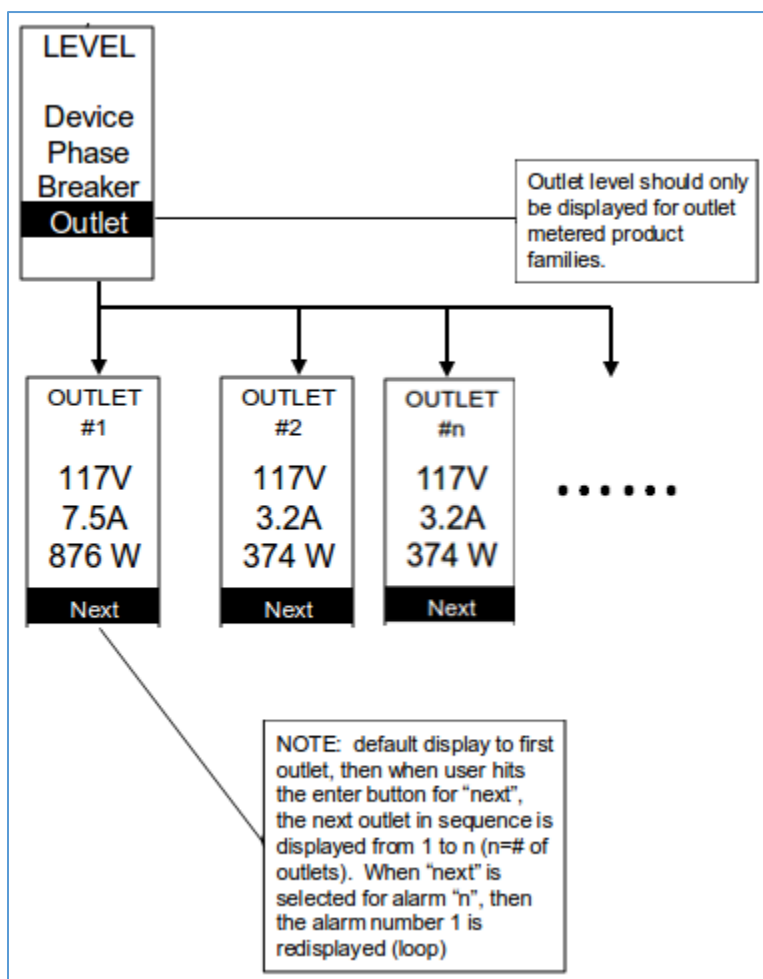 LEVEL
Device
Phase
Breaker
Outlet
Outlet level should only
be displayed for outlet
metered product
families.
OUTLET
#1
117V
7.5A
876 W
Next
OUTLET
#2
117V
3.2A
374 W
Next
OUTLET
#n
117V
3.2A
374 W
Next
......
NOTE:  default display to first
outlet, then when user hits
the enter button for “next”,
the next outlet in sequence is
displayed from 1 to n (n=# of
outlets).  When “next” is
selected for alarm “n”, then
the alarm number 1 is
redisplayed (loop)